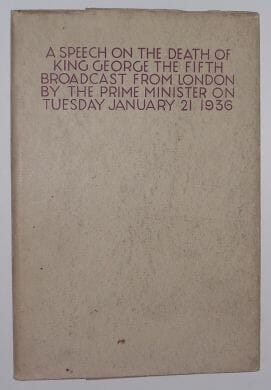 A SPEECH ON THE DEATH OF
KING GEORGE THE FIFTH
BROADCAST FROM LONDON
BY THE PRIME MINISTER ON
TUESDAY JANUARY 21 1936